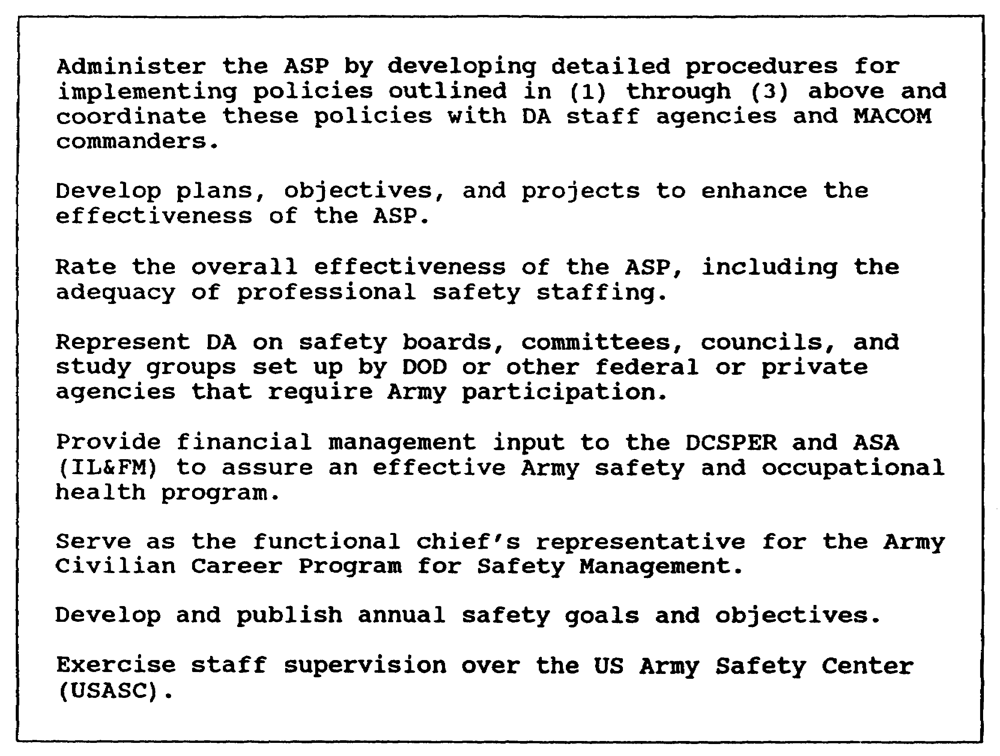 Administer the ASP by developing detailed procedures for
implementing policies outlined in (1) through (3) above and
coordinate these policies with DA staff agencies and MACOM
commanders.
Develop plans, objectives, and projects to enhance the
effectiveness of the ASP.
Rate the overall effectiveness of the ASP, including the
adequacy of professional safety staffing.
Represent DA on safety boards, committees, councils, and
study groups set up by DOD or other federal or private
agencies that require Army participation.
Provide financial management input to the DCSPER and ASA
(IL&FM) to assure an effective Army safety and occupational
health program.
Serve as the functional chief's representative for the Army
Civilian Career Program for Safety Management.
Develop and publish annual safety goals and objectives.
Exercise staff supervision over the US Army Safety Center
(USASC).